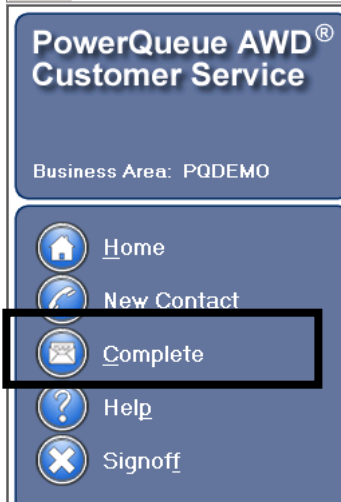 PowerQueue AWD®
Customer Service
Business Area: PQDEMO
Home
New Contact
Complete
Help
Signoff